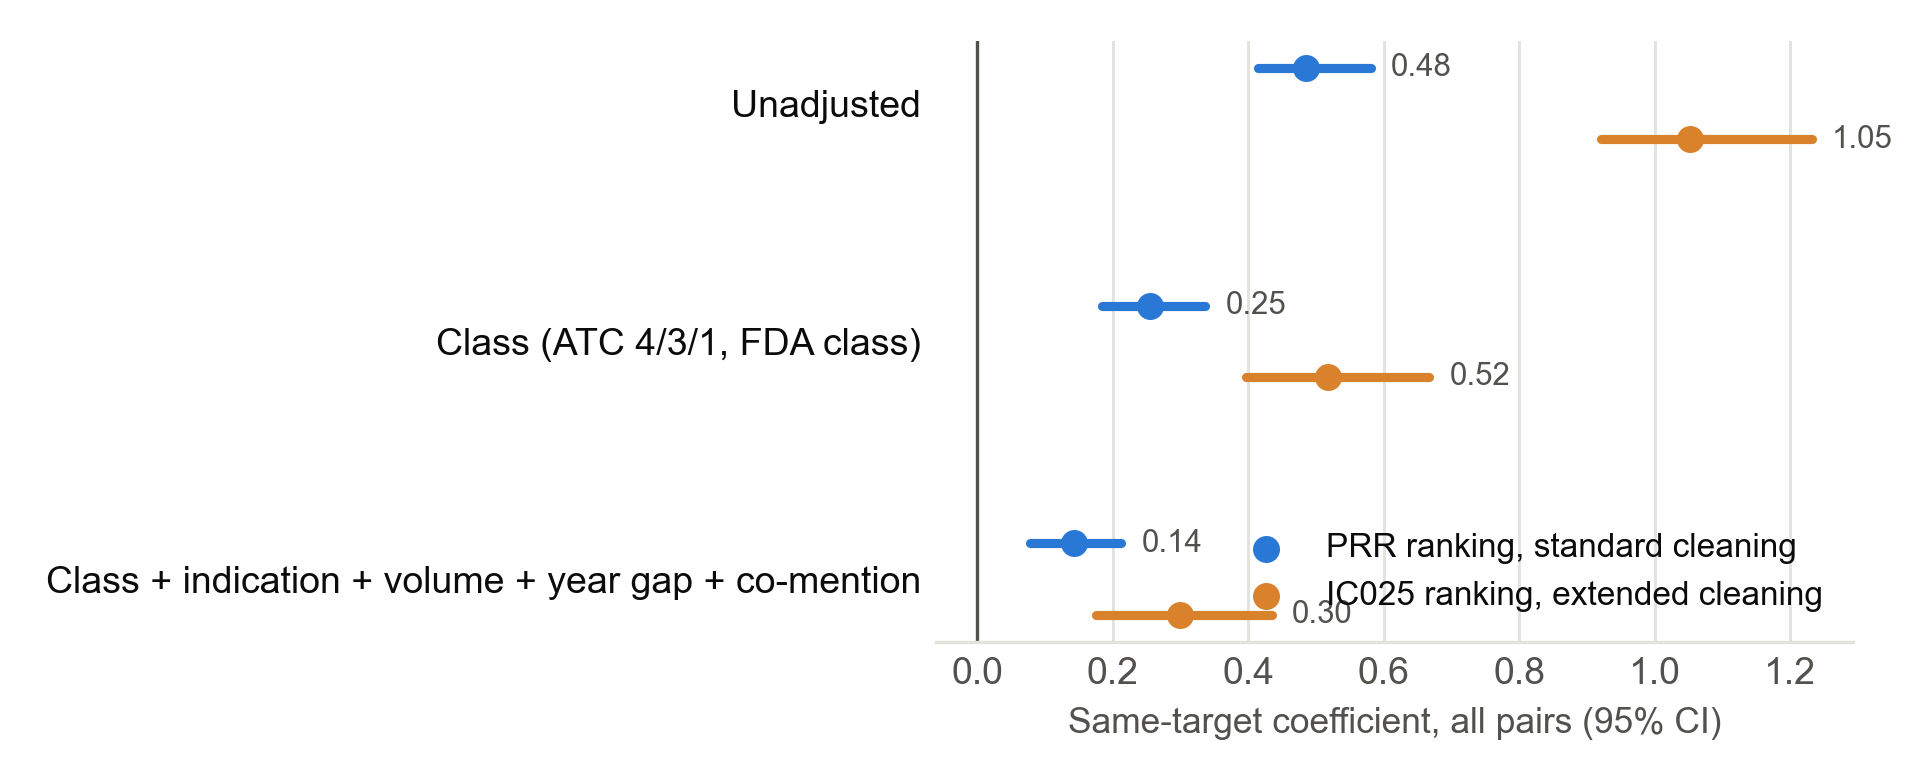 Unadjusted
0.48
1.05
Class (ATC 4/3/1, FDA class)
0.25
0.52
Class + indication + volume + year gap + co-mention
0.14
0.30
PRR ranking, standard cleaning
IC025 ranking, extended cleaning
0.0 0.2 0.4 0.6 0.8 1.0 1.2
Same-target coefficient, all pairs (95% CI)